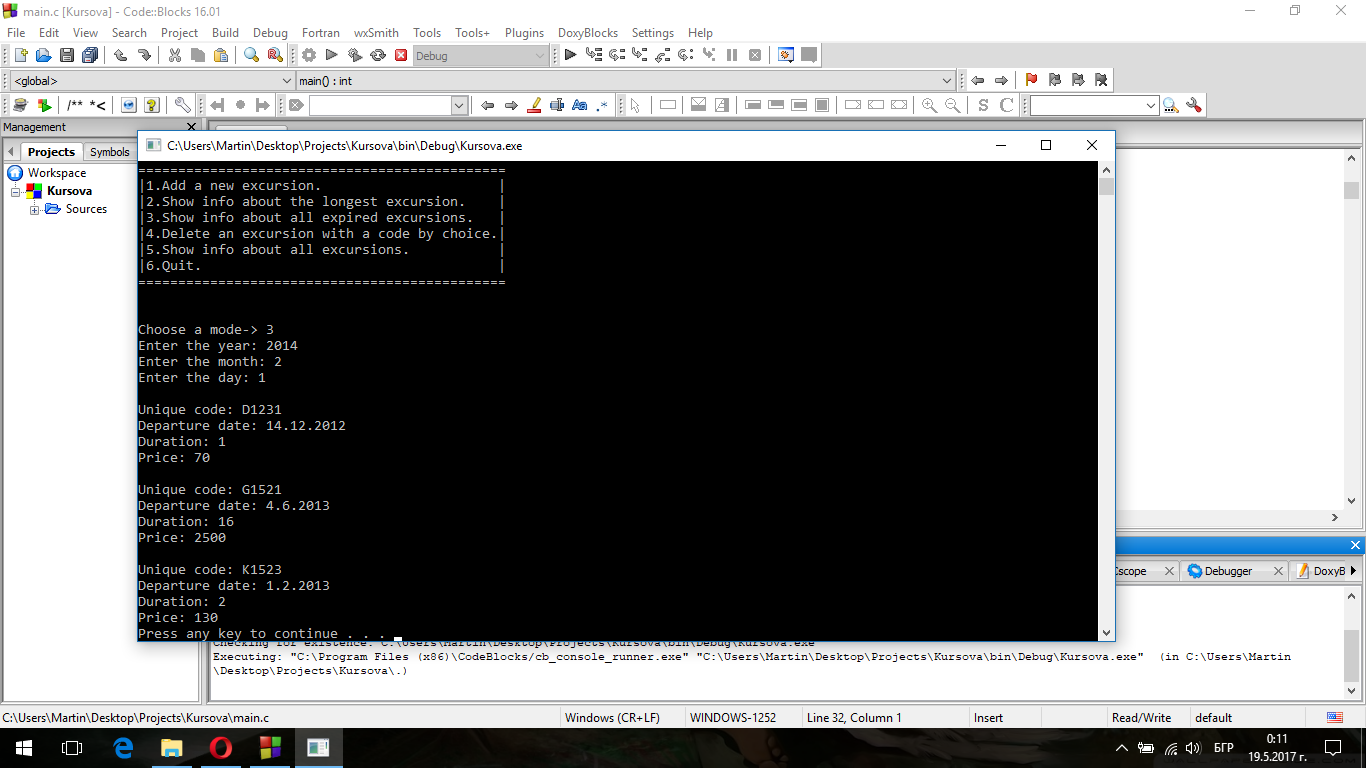 main.c [Kursova] - Code::Blocks 16.01
File Edit View Search Project Build Debug Fortran wxSmith Tools Tools+ Plugins DoxyBlocks Settings Help
Debug
<global> main() : int
/** *<
Aa .*
S C
Management
Projects Symbols
Workspace
Kursova
Sources
C:\Users\Martin\Desktop\Projects\Kursova\bin\Debug\Kursova.exe
==============================================
|1.Add a new excursion. |
|2.Show info about the longest excursion. |
|3.Show info about all expired excursions. |
|4.Delete an excursion with a code by choice.|
|5.Show info about all excursions. |
|6.Quit. |
==============================================
Choose a mode-> 3
Enter the year: 2014
Enter the month: 2
Enter the day: 1
Unique code: D1231
Departure date: 14.12.2012
Duration: 1
Price: 70
Unique code: G1521
Departure date: 4.6.2013
Duration: 16
Price: 2500
Unique code: K1523
Departure date: 1.2.2013
Duration: 2
Price: 130
Press any key to continue . . .
Cscope Debugger DoxyB
Checking for existence: C:\Users\Martin\Desktop\Projects\Kursova\bin\Debug\Kursova.exe
Executing: "C:\Program Files (x86)\CodeBlocks/cb_console_runner.exe" "C:\Users\Martin\Desktop\Projects\Kursova\bin\Debug\Kursova.exe" (in C:\Users\Martin
\Desktop\Projects\Kursova\.)
C:\Users\Martin\Desktop\Projects\Kursova\main.c Windows (CR+LF) WINDOWS-1252 Line 32, Column 1 Insert Read/Write default
БГР
0:11
19.5.2017 г.